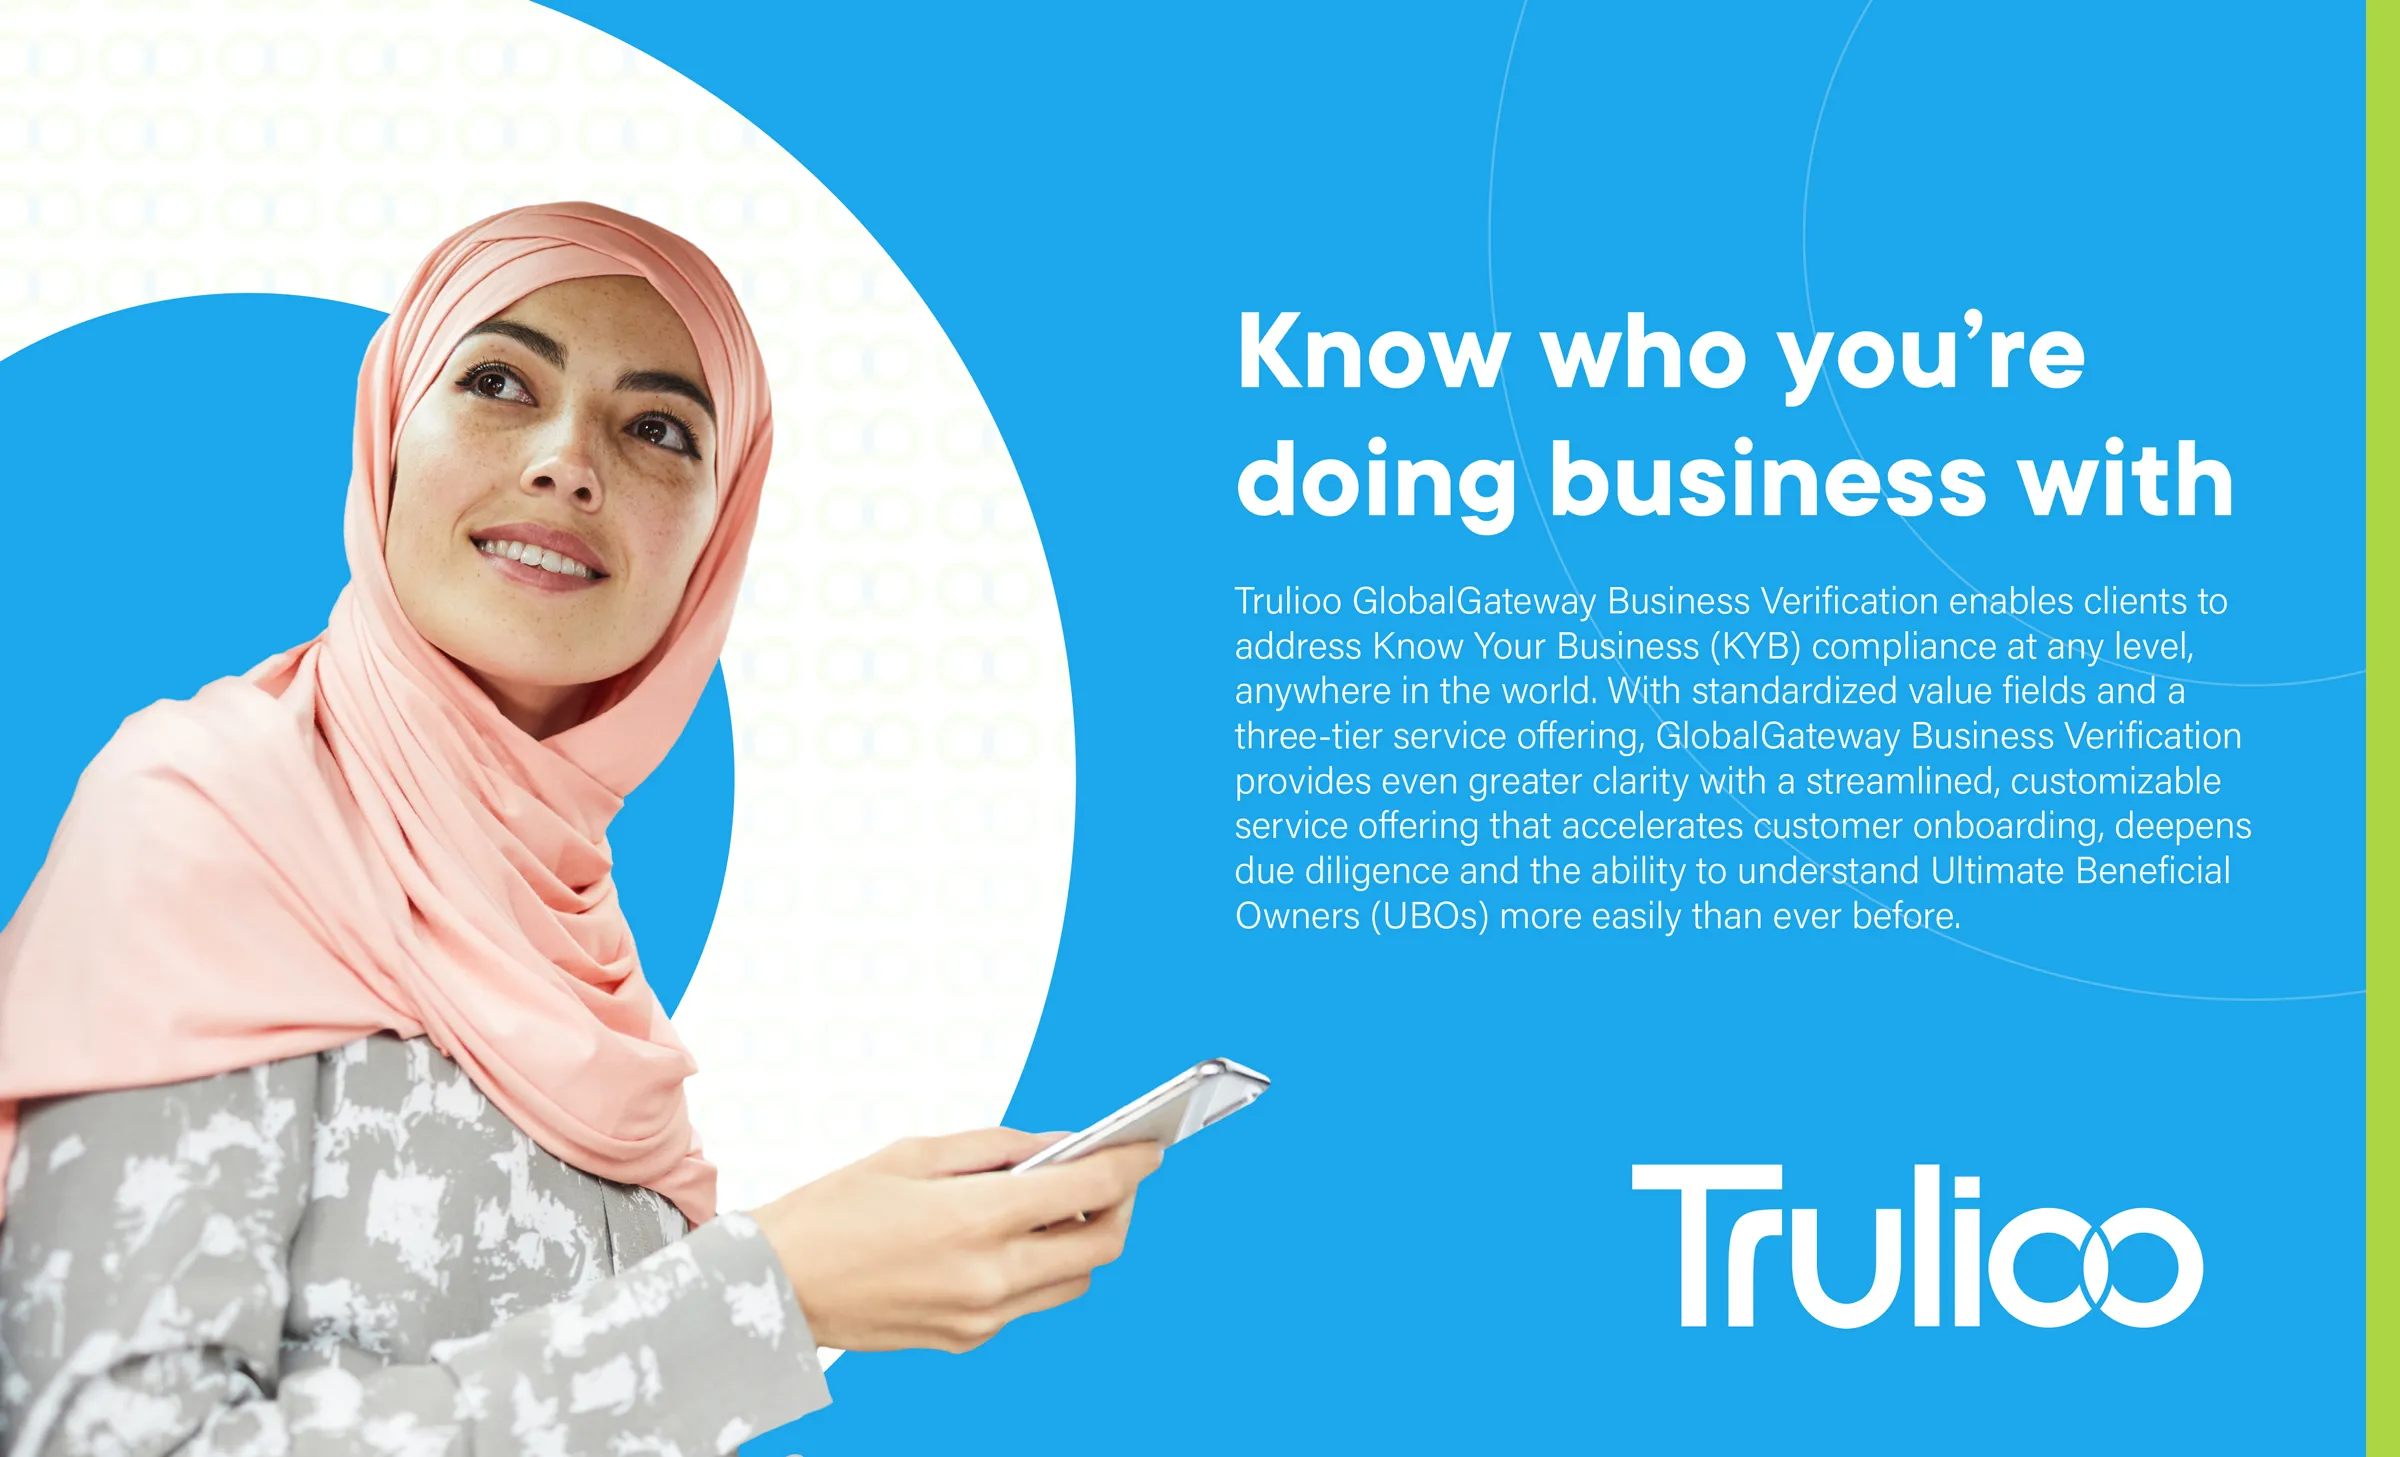 Know who you’re
doing business with
Trulioo GlobalGateway Business Verification enables clients to
address Know Your Business (KYB) compliance at any level,
anywhere in the world. With standardized value fields and a
three-tier service offering, GlobalGateway Business Verification
provides even greater clarity with a streamlined, customizable
service offering that accelerates customer onboarding, deepens
due diligence and the ability to understand Ultimate Beneficial
Owners (UBOs) more easily than ever before.
Trulioo